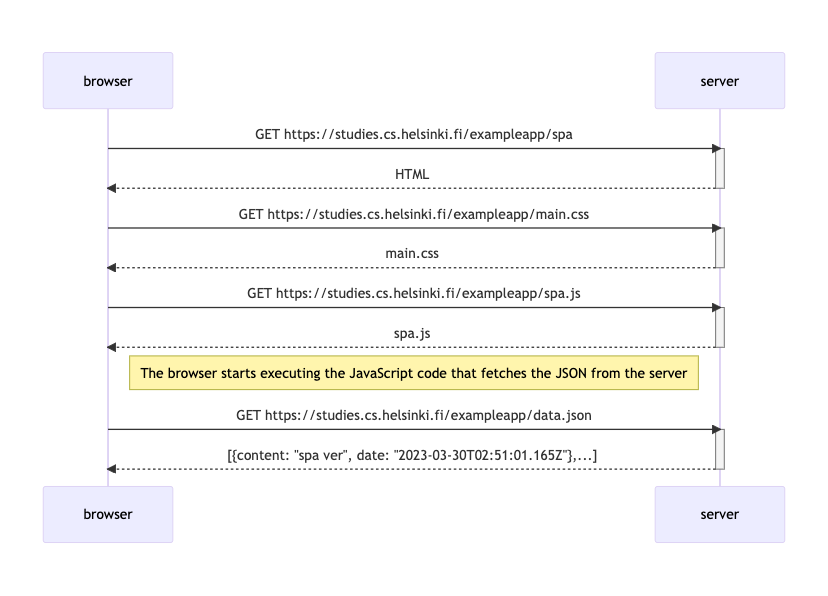 browser
server
GET https://studies.cs.helsinki.fi/exampleapp/spa
HTML
GET https://studies.cs.helsinki.fi/exampleapp/main.css
main.css
GET https://studies.cs.helsinki.fi/exampleapp/spa.js
spa.js
The browser starts executing the JavaScript code that fetches the JSON from the server
GET https://studies.cs.helsinki.fi/exampleapp/data.json
[{content: "spa ver", date: "2023-03-30T02:51:01.165Z"},...]
browser
server